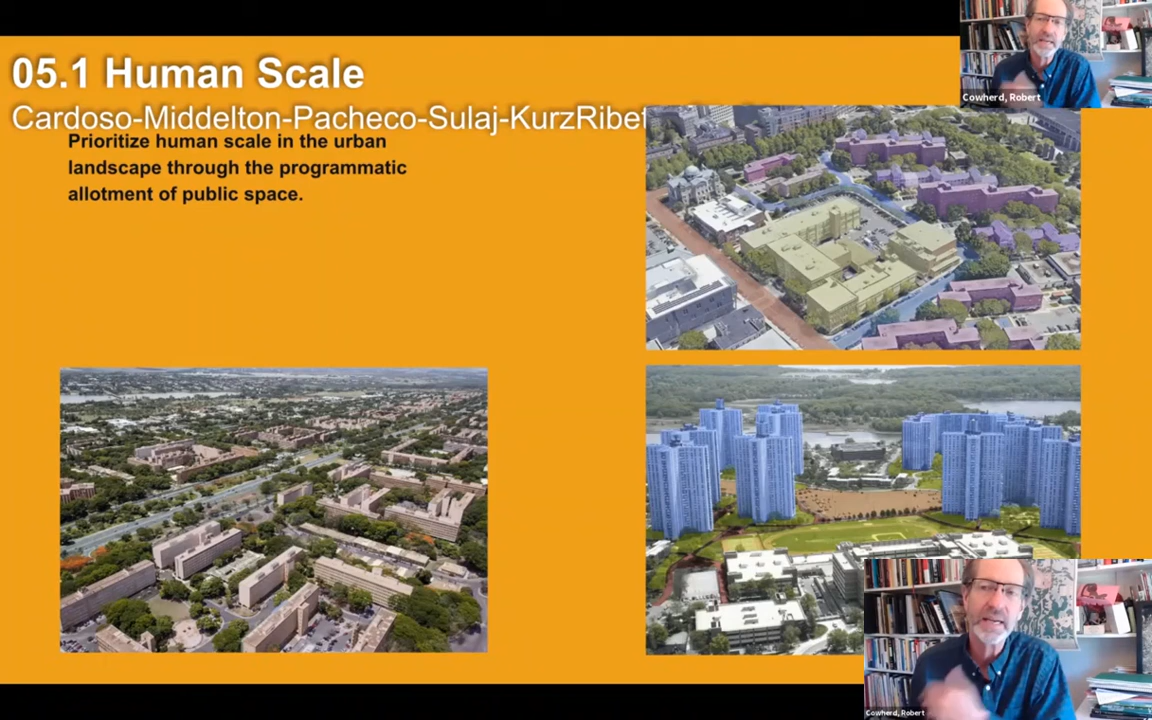 05.1 Human Scale
Cardoso-Middelton-Pacheco-Sulaj-KurzRibet
Prioritize human scale in the urban
landscape through the programmatic
allotment of public space.
Cowherd, Robert
Cowherd, Robert